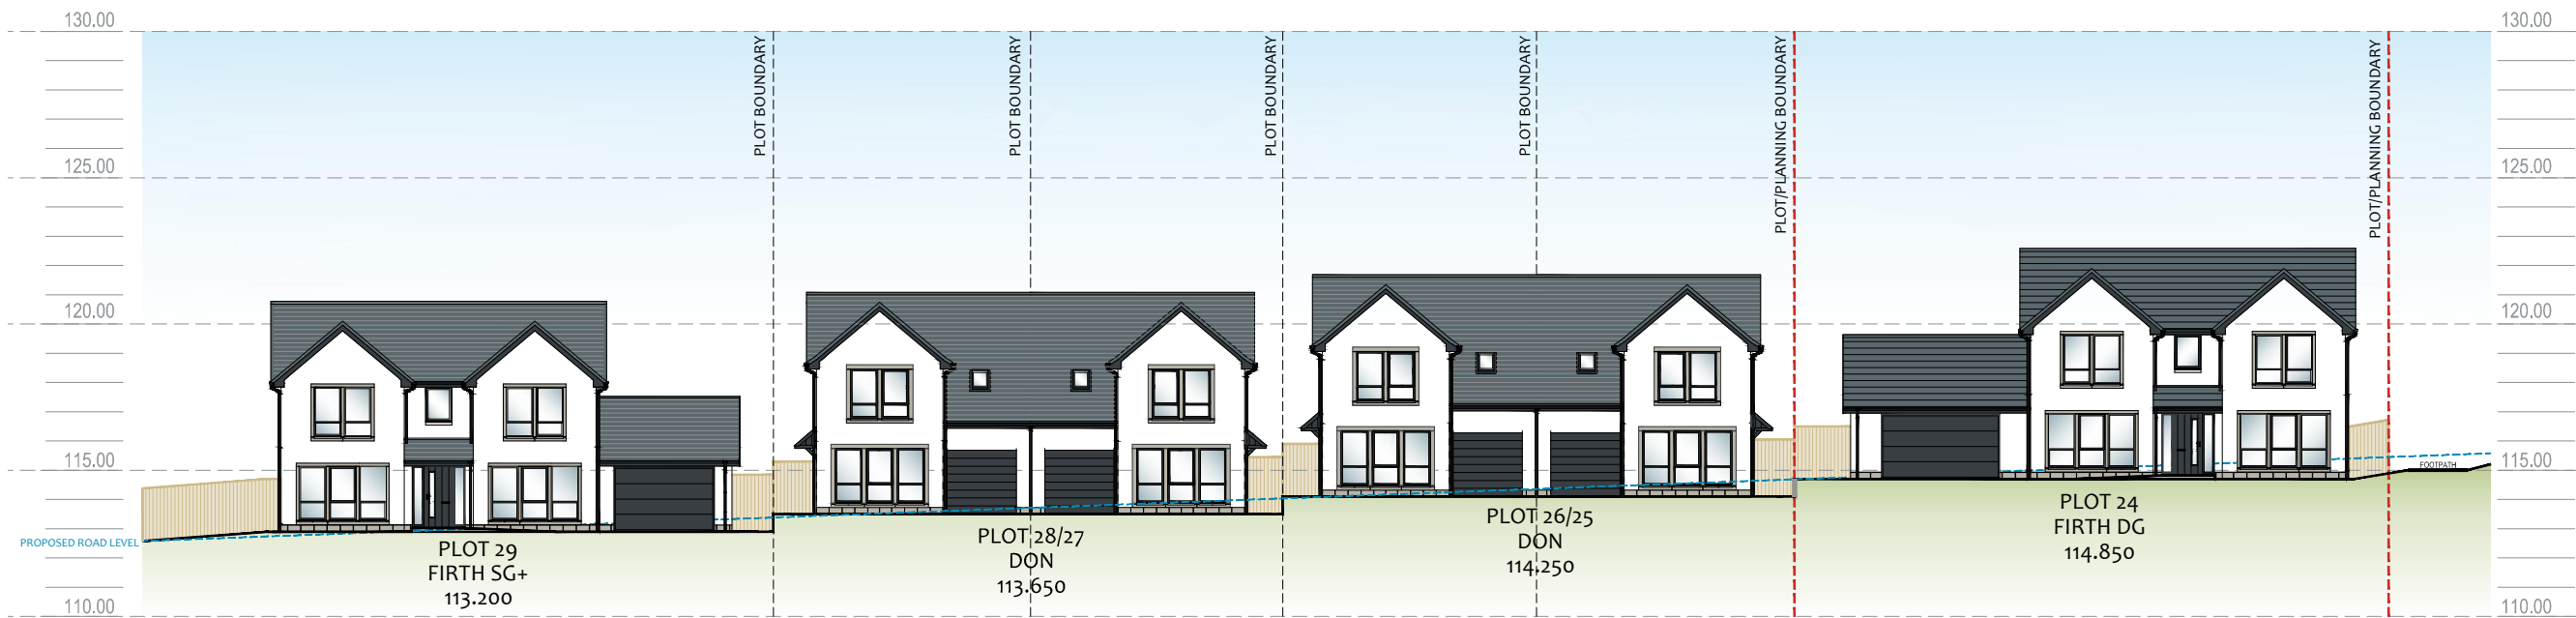 130.00
130.00
PLOT BOUNDARY
PLOT BOUNDARY
PLOT BOUNDARY
PLOT BOUNDARY
PLOT/PLANNING BOUNDARY
PLOT/PLANNING BOUNDARY
125.00
125.00
120.00
120.00
115.00
115.00
FOOTPATH
PROPOSED ROAD LEVEL
PLOT 29
FIRTH SG+
113.200
PLOT 28/27
DON
113.650
PLOT 26/25
DON
114.250
PLOT 24
FIRTH DG
114.850
110.00
110.00